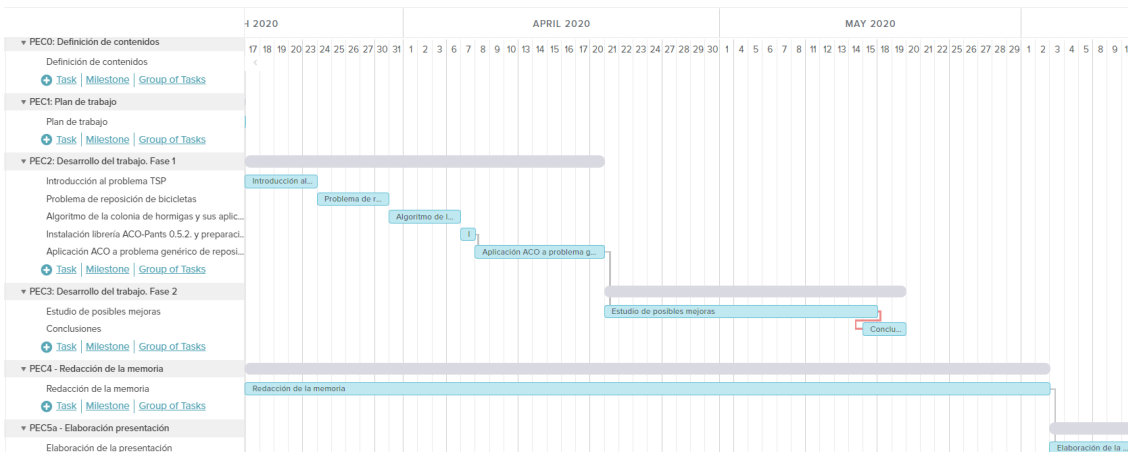 H 2020 APRIL 2020 MAY 2020
17 18 19 20 23 24 25 26 27 30 31 1 2 3 6 7 8 9 10 13 14 15 16 17 20 21 22 23 24 27 28 29 30 1 4 5 6 7 8 11 12 13 14 15 18 19 20 21 22 25 26 27 28 29 1 2 3 4 5 8 9 1
PEC0: Definición de contenidos
Definición de contenidos
Task | Milestone | Group of Tasks
PEC1: Plan de trabajo
Plan de trabajo
Task | Milestone | Group of Tasks
PEC2: Desarrollo del trabajo. Fase 1
Introducción al problema TSP Introducción al...
Problema de reposición de bicicletas Problema de r...
Algoritmo de la colonia de hormigas y sus aplic... Algoritmo de l...
Instalación librería ACO-Pants 0.5.2. y preparaci... I
Aplicación ACO a problema genérico de reposi... Aplicación ACO a problema g...
Task | Milestone | Group of Tasks
PEC3: Desarrollo del trabajo. Fase 2
Estudio de posibles mejoras Estudio de posibles mejoras
Conclusiones Conclu...
Task | Milestone | Group of Tasks
PEC4 - Redacción de la memoria
Redacción de la memoria Redacción de la memoria
Task | Milestone | Group of Tasks
PEC5a - Elaboración presentación
Elaboración de la presentación Elaboración de la ...